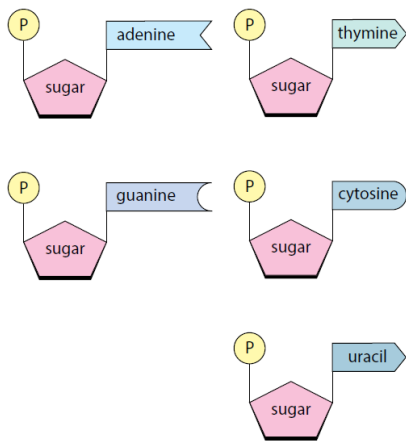 P
adenine
sugar
P
thymine
sugar
P
guanine
sugar
P
cytosine
sugar
P
uracil
sugar